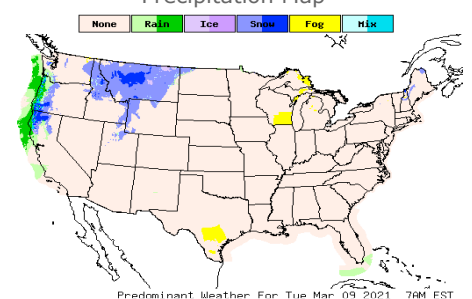 Precipitation Map
None Rain Ice Snow Fog Mix
Predominant Weather For Tue Mar 09 2021 7AM EST